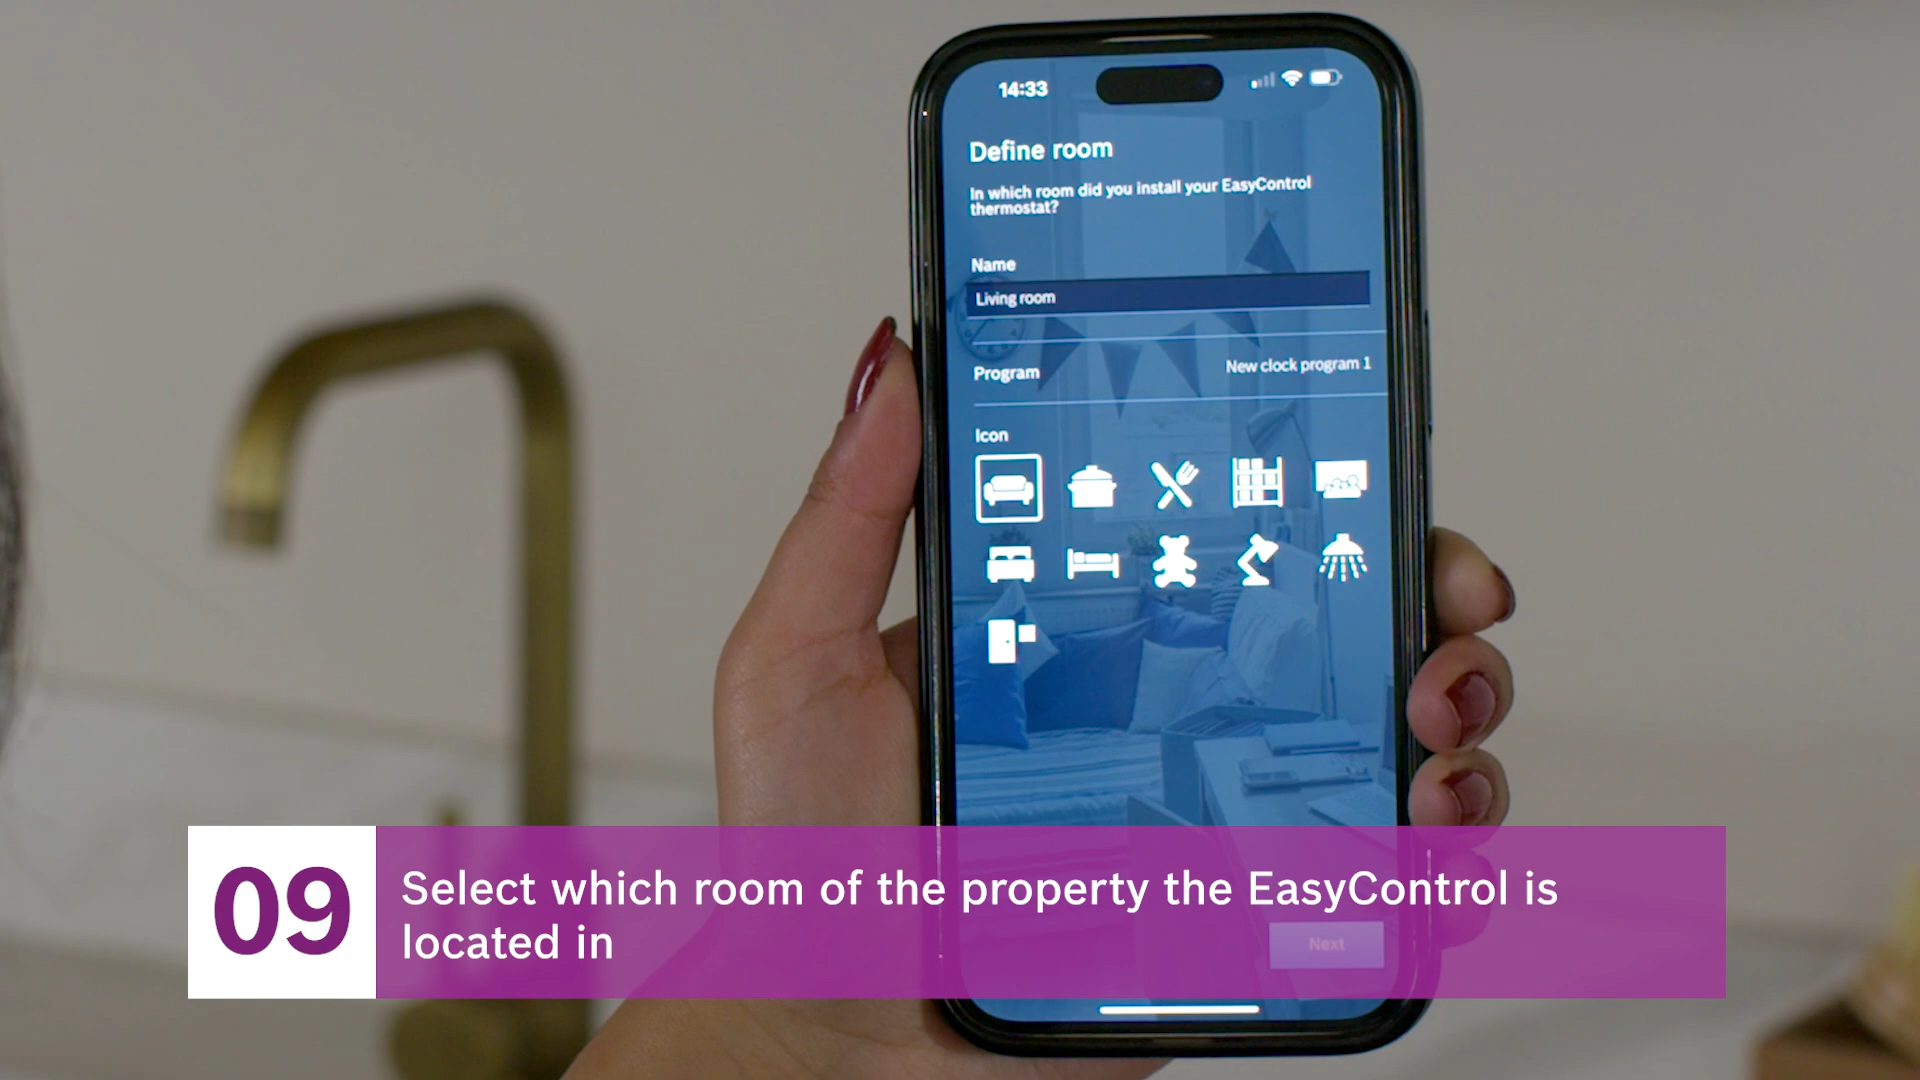 14:33
Define room
In which room did you install your EasyControl
thermostat?
Name
Living room
Program
New clock program 1
Icon
09
Select which room of the property the EasyControl is
located in
Next